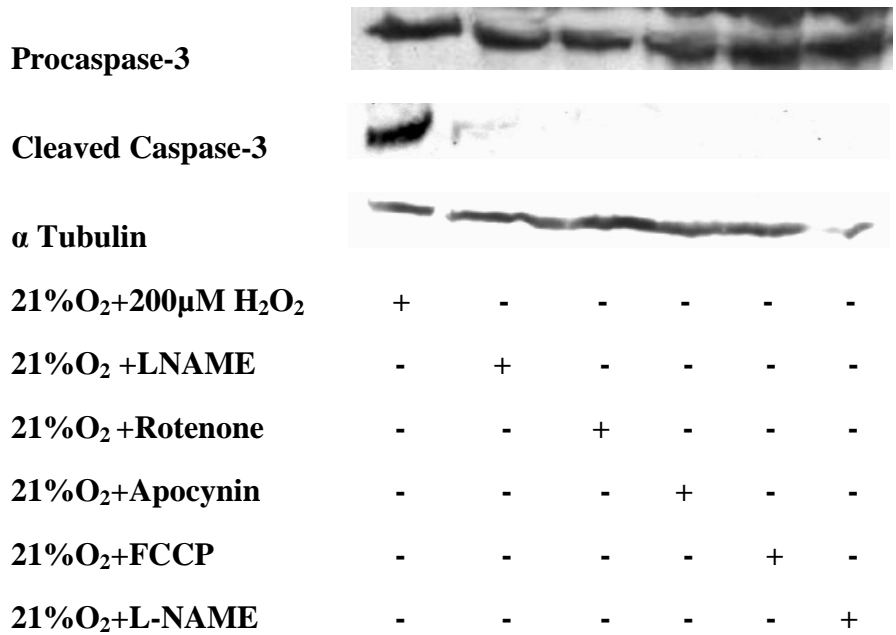 Procaspase-3
Cleaved Caspase-3
α Tubulin
21%O₂+200µM H₂O₂ + - - - - -
21%O₂ +LNAME - + - - - -
21%O₂ +Rotenone - - + - - -
21%O₂+Apocynin - - - + - -
21%O₂+FCCP - - - - + -
21%O₂+L-NAME - - - - - +